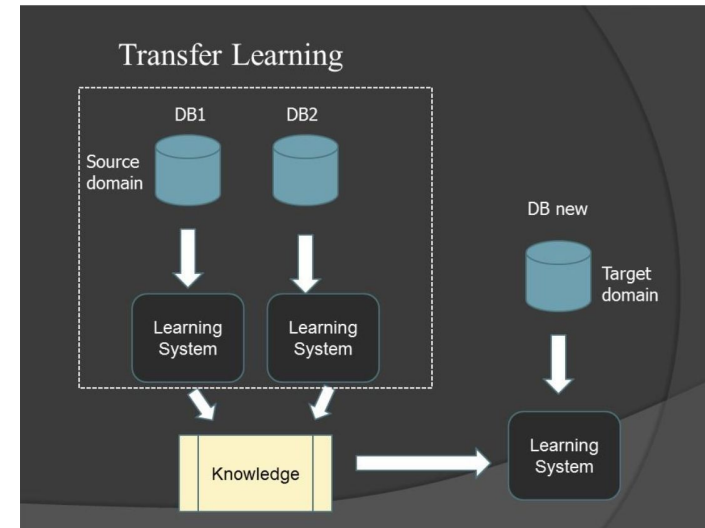 Transfer Learning
DB1
DB2
Source
domain
DB new
Target
domain
Learning
System
Learning
System
Knowledge
Learning
System